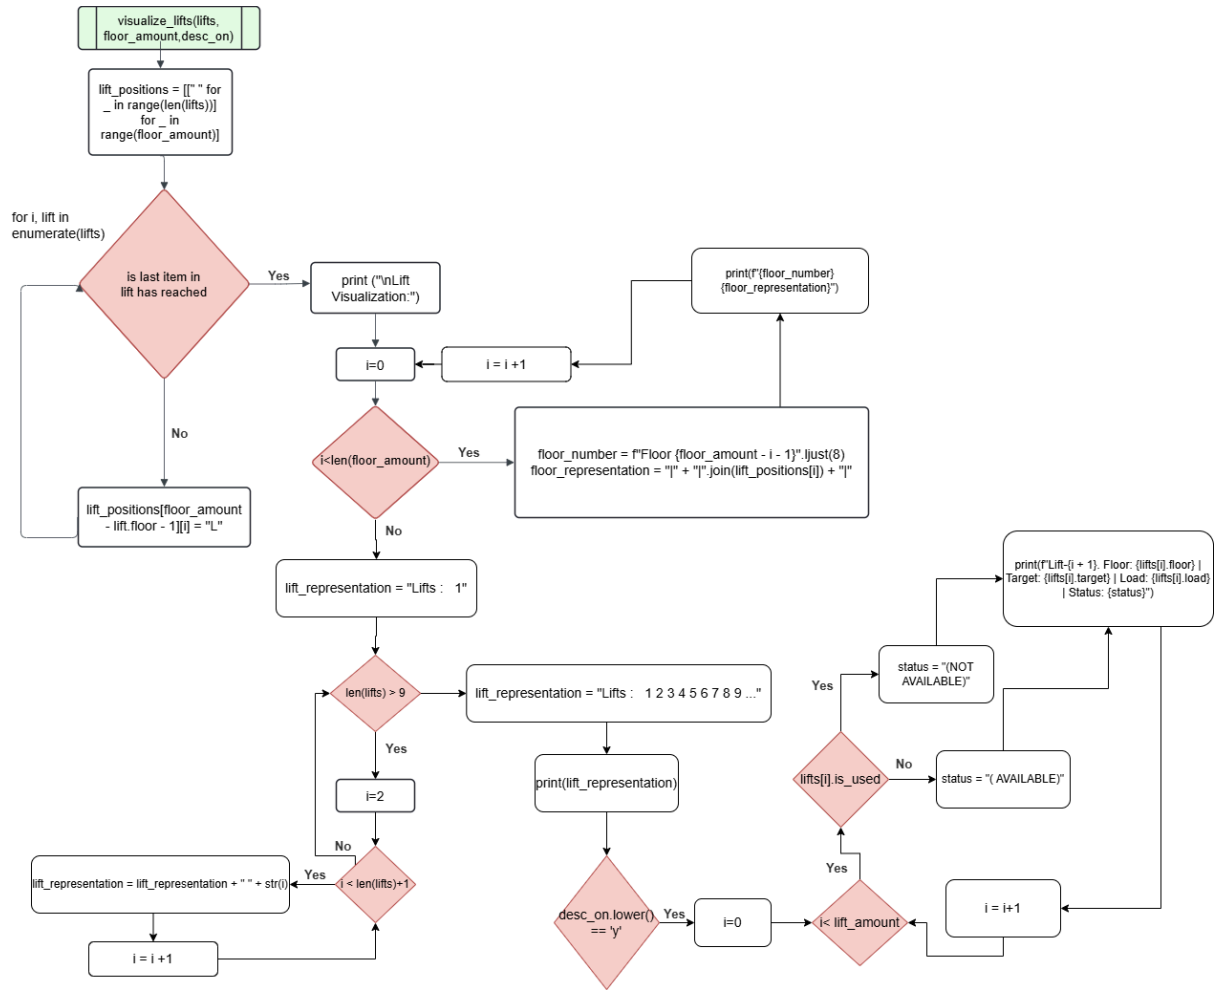 visualize_lifts(lifts,
floor_amount,desc_on)
lift_positions = [[" " for
_ in range(len(lifts))]
for _ in
range(floor_amount)]
for i, lift in
enumerate(lifts)
is last item in
lift has reached
Yes
print ("\nLift
Visualization:")
print(f"{floor_number}
{floor_representation}")
i=0
i = i +1
No
lift_positions[floor_amount
- lift.floor - 1][i] = "L"
i<len(floor_amount)
Yes
floor_number = f"Floor {floor_amount - i - 1}".ljust(8)
floor_representation = "|" + "|".join(lift_positions[i]) + "|"
No
lift_representation = "Lifts :   1"
len(lifts) > 9
lift_representation = "Lifts :   1 2 3 4 5 6 7 8 9 ..."
Yes
i=2
No
i < len(lifts)+1
Yes
lift_representation = lift_representation + " " + str(i)
i = i +1
print(lift_representation)
desc_on.lower()
== 'y'
Yes
i=0
i< lift_amount
Yes
lifts[i].is_used
Yes
status = "(NOT
AVAILABLE)"
No
status = "( AVAILABLE)"
print(f"Lift-{i + 1}. Floor: {lifts[i].floor} |
Target: {lifts[i].target} | Load: {lifts[i].load}
| Status: {status}")
i = i+1